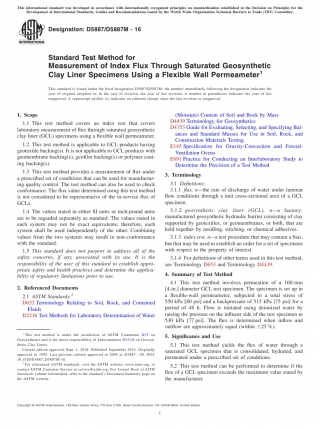 This international standard was developed in accordance with internationally recognized principles on standardization established in the Decision on Principles for the
Development of International Standards, Guides and Recommendations issued by the World Trade Organization Technical Barriers to Trade (TBT) Committee.
Designation: D5887/D5887M − 16
Standard Test Method for
Measurement of Index Flux Through Saturated Geosynthetic
Clay Liner Specimens Using a Flexible Wall Permeameter1
This standard is issued under the fixed designation D5887/D5887M; the number immediately following the designation indicates the
year of original adoption or, in the case of revision, the year of last revision. A number in parentheses indicates the year of last
reapproval. A superscript epsilon (ε) indicates an editorial change since the last revision or reapproval.
1. Scope
1.1 This test method covers an index test that covers
laboratory measurement of flux through saturated geosynthetic
clay liner (GCL) specimens using a flexible wall permeameter.
1.2 This test method is applicable to GCL products having
geotextile backing(s). It is not applicable to GCL products with
geomembrane backing(s), geofilm backing(s) or polymer coat-
ing backing(s).
1.3 This test method provides a measurement of flux under
a prescribed set of conditions that can be used for manufactur-
ing quality control. The test method can also be used to check
conformance. The flux value determined using this test method
is not considered to be representative of the in-service flux of
GCLs.
1.4 The values stated in either SI units or inch-pound units
are to be regarded separately as standard. The values stated in
each system may not be exact equivalents; therefore, each
system shall be used independently of the other. Combining
values from the two systems may result in non-conformance
with the standard.
1.5 This standard does not purport to address all of the
safety concerns, if any, associated with its use. It is the
responsibility of the user of this standard to establish appro-
priate safety and health practices and determine the applica-
bility of regulatory limitations prior to use.
2. Referenced Documents
2.1 ASTM Standards:2
D653 Terminology Relating to Soil, Rock, and Contained
Fluids
D2216 Test Methods for Laboratory Determination of Water
1 This test method is under the jurisdiction of ASTM Committee D35 on
Geosynthetics and is the direct responsibility of Subcommittee D35.04 on Geosyn-
thetic Clay Liners.
Current edition approved Sept. 1, 2016. Published September 2016. Originally
approved in 1995. Last previous edition approved in 2009 as D5887 – 09. DOI:
10.1520/D5887_D5887M-16.
2 For referenced ASTM standards, visit the ASTM website, www.astm.org, or
contact ASTM Customer Service at service@astm.org. For Annual Book of ASTM
Standards volume information, refer to the standard's Document Summary page on
the ASTM website.
(Moisture) Content of Soil and Rock by Mass
D4439 Terminology for Geosynthetics
D4753 Guide for Evaluating, Selecting, and Specifying Bal-
ances and Standard Masses for Use in Soil, Rock, and
Construction Materials Testing
E145 Specification for Gravity-Convection and Forced-
Ventilation Ovens
E691 Practice for Conducting an Interlaboratory Study to
Determine the Precision of a Test Method
3. Terminology
3.1 Definitions:
3.1.1 flux, n—the rate of discharge of water under laminar
flow conditions through a unit cross-sectional area of a GCL
specimen.
3.1.2 geosynthetic clay liner (GCL), n—a factory-
manufactured geosynthetic hydraulic barrier consisting of clay
supported by geotextiles, or geomembranes, or both, that are
held together by needling, stitching, or chemical adhesives.
3.1.3 index test, n—a test procedure that may contain a bias,
but that may be used to establish an order for a set of specimens
with respect to the property of interest.
3.1.4 For definitions of other terms used in this test method,
see Terminology D653 and Terminology D4439.
4. Summary of Test Method
4.1 This test method involves permeation of a 100-mm
[4-in.] diameter GCL test specimen. The specimen is set up in
a flexible-wall permeameter, subjected to a total stress of
550 kPa [80 psi] and a backpressure of 515 kPa [75 psi] for a
period of 48 h. Flow is initiated using deionized water by
raising the pressure on the influent side of the test specimen to
530 kPa [77 psi]. The flux is determined when inflow and
outflow are approximately equal (within ±25 %).
5. Significance and Use
5.1 This test method yields the flux of water through a
saturated GCL specimen that is consolidated, hydrated, and
permeated under a prescribed set of conditions.
5.2 This test method can be performed to determine if the
flux of a GCL specimen exceeds the maximum value stated by
the manufacturer.
Copyright © ASTM International, 100 Barr Harbor Drive, PO Box C700, West Conshohocken, PA 19428-2959. United States
1